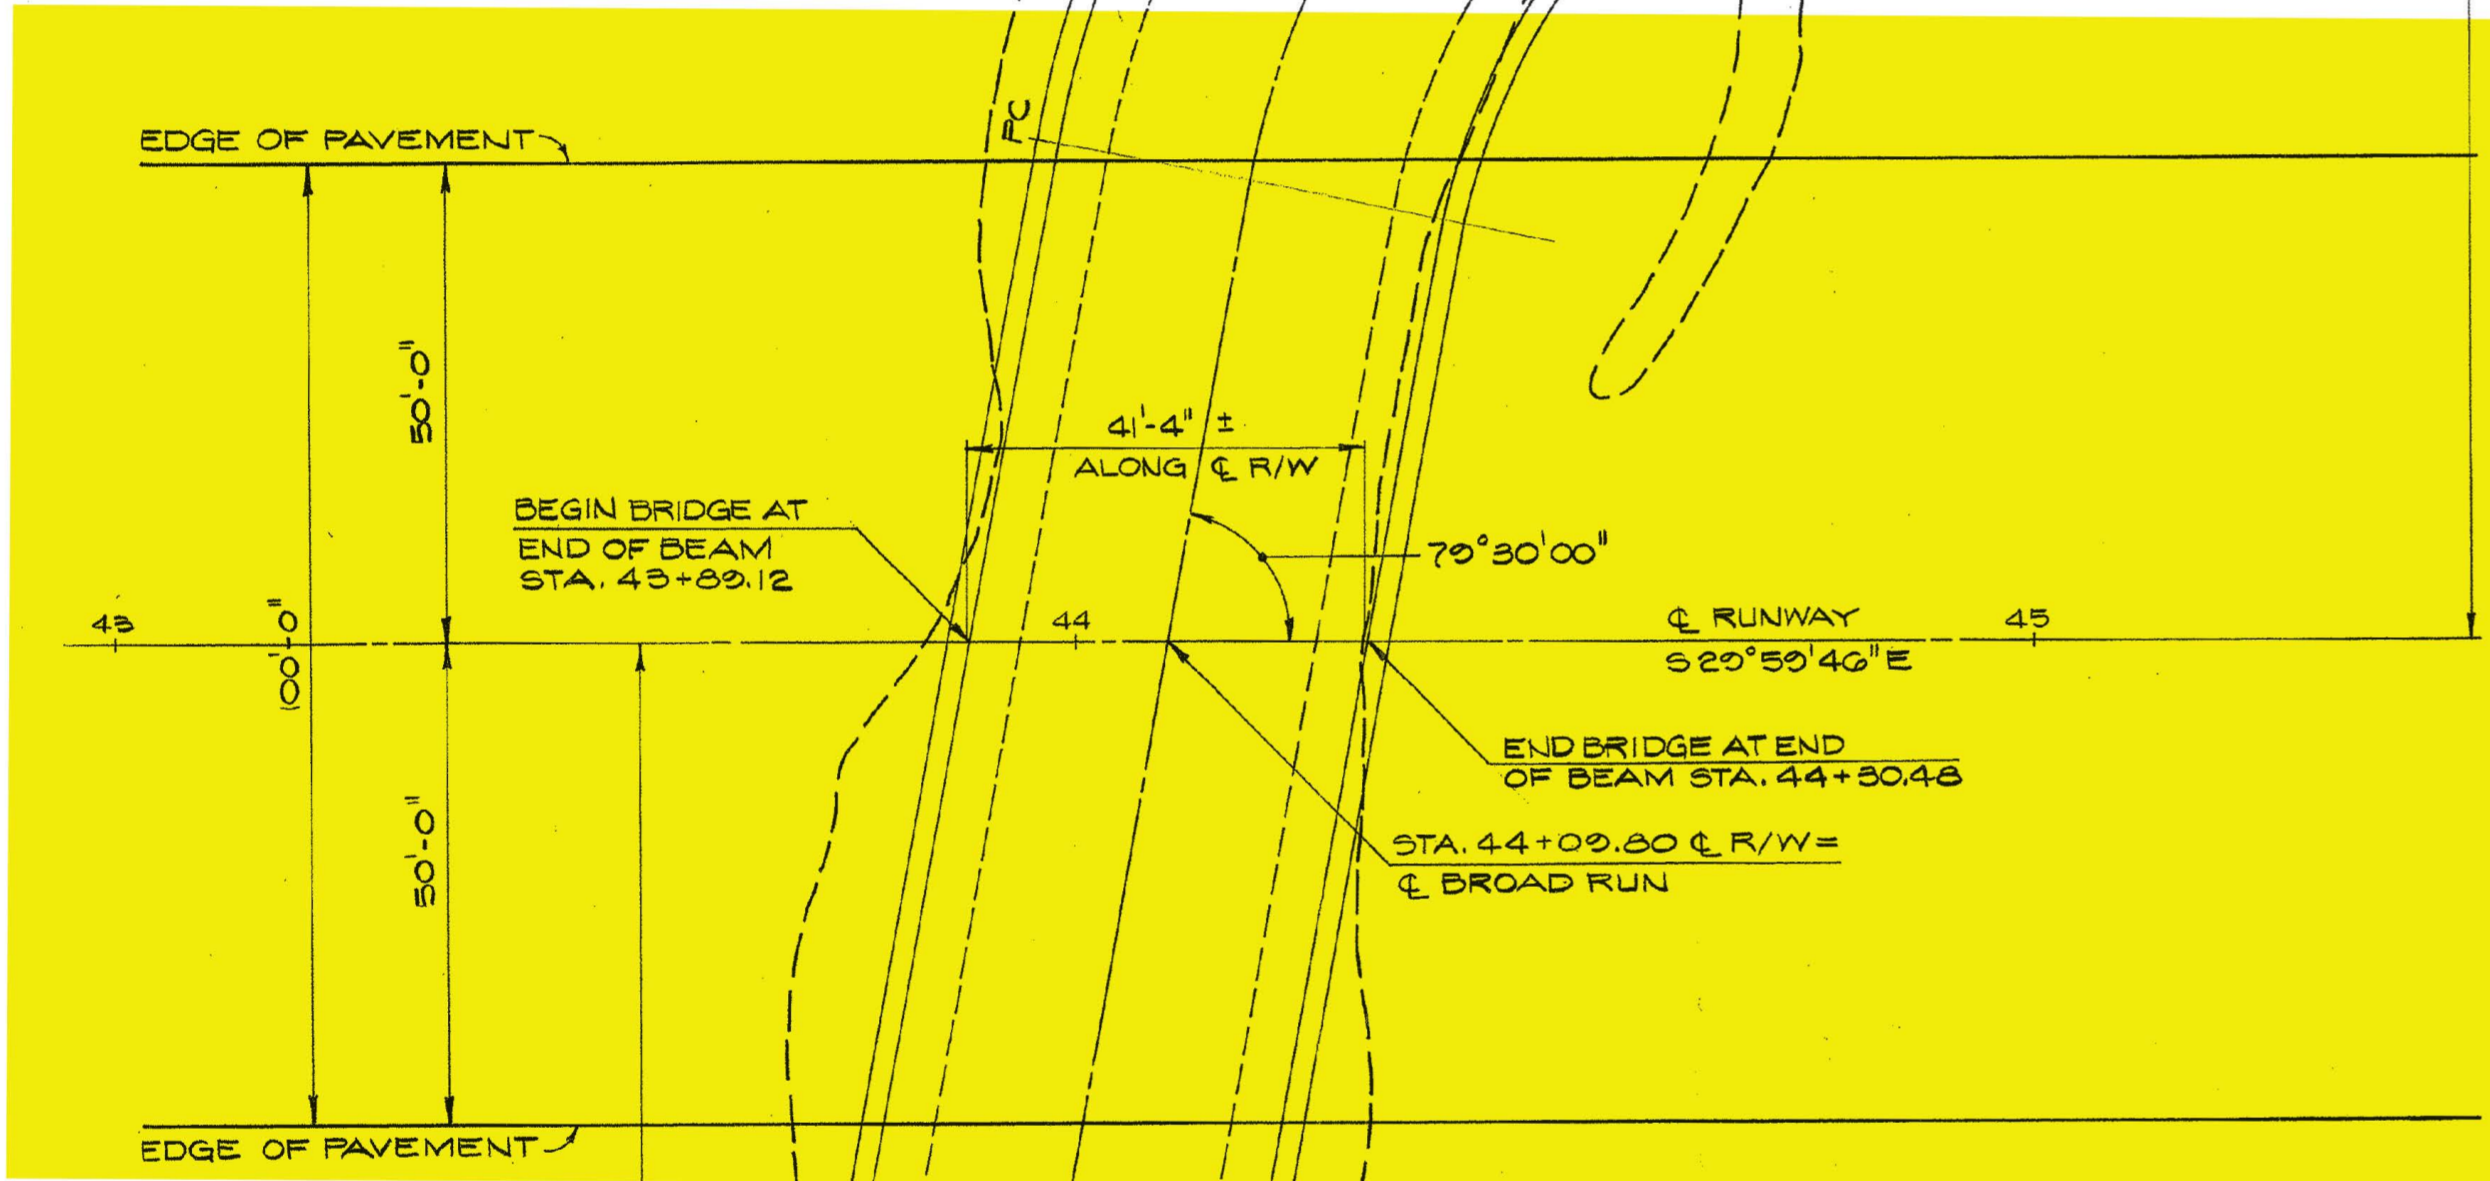 PC
EDGE OF PAVEMENT
50'-0"
41'-4" ±
ALONG ℄ R/W
BEGIN BRIDGE AT
END OF BEAM
STA. 43+89.12
79°30'00"
43
100'-0"
44
℄ RUNWAY
S29°59'46"E
45
END BRIDGE AT END
OF BEAM STA. 44+30.48
50'-0"
STA. 44+09.80 ℄ R/W=
℄ BROAD RUN
EDGE OF PAVEMENT